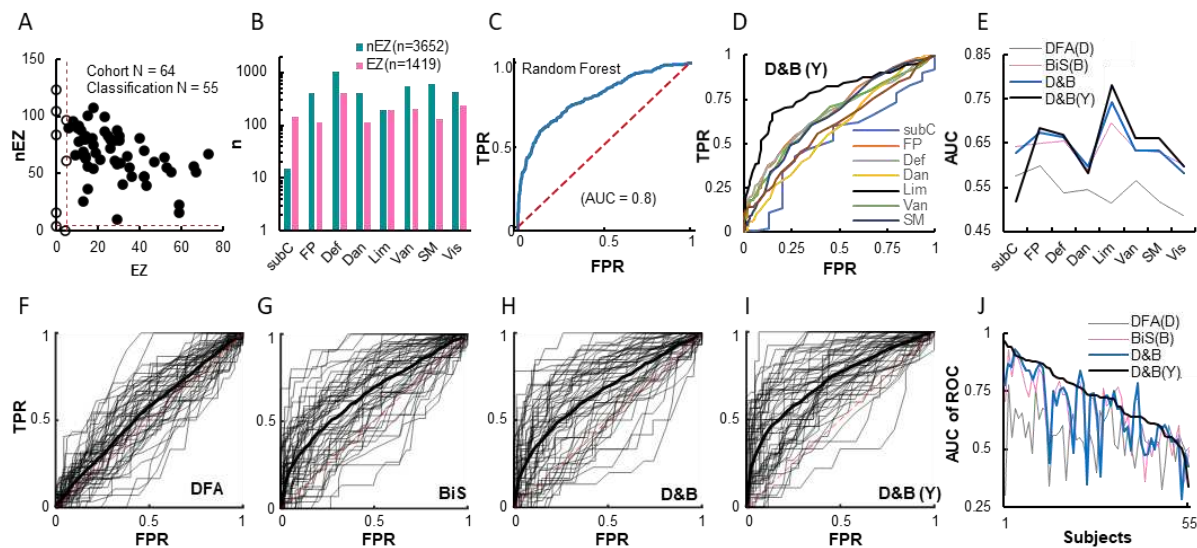 A
nEZ
150
100
50
0
Cohort N = 64
Classification N = 55
0 20 40 60 80
EZ
B
n
1000
100
10
1
nEZ(n=3652)
EZ(n=1419)
subC FP Def Dan Lim Van SM Vis
C
TPR
1
0.5
0
Random Forest
(AUC = 0.8)
0.5 1
FPR
D
TPR
1
0.75
0.5
0.25
0
D&B (Y)
subC
FP
Def
Dan
Lim
Van
SM
0 0.25 0.5 0.75 1
FPR
E
AUC
0.85
0.75
0.65
0.55
0.45
DFA(D)
BiS(B)
D&B
D&B(Y)
subC FP Def Dan Lim Van SM Vis
F
TPR
1
0.5
0
DFA
0 0.5 1
FPR
G
1
0.5
0
BiS
0 0.5 1
FPR
H
1
0.5
0
D&B
0 0.5 1
FPR
I
1
0.5
0
D&B (Y)
0 0.5 1
FPR
J
AUC of ROC
1
0.75
0.5
0.25
DFA(D)
BiS(B)
D&B
D&B(Y)
1 55
Subjects